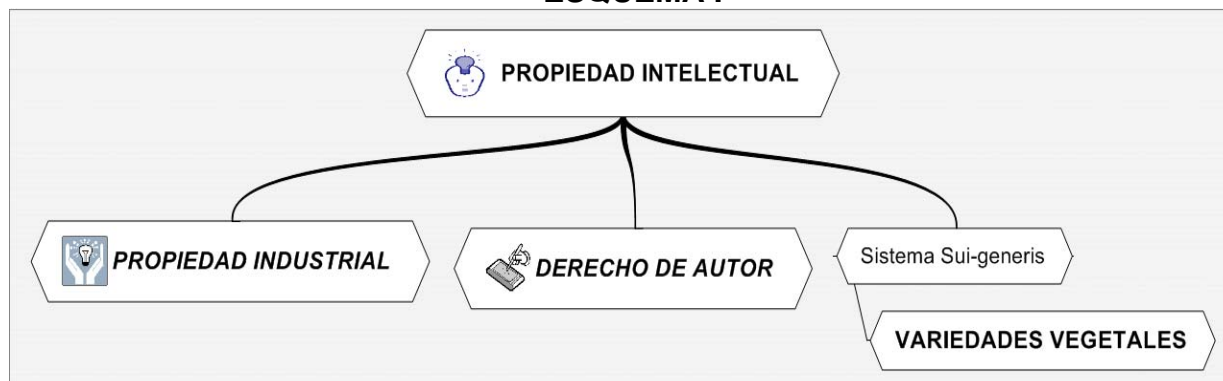 PROPIEDAD INTELECTUAL
PROPIEDAD INDUSTRIAL
DERECHO DE AUTOR
Sistema Sui-generis
VARIEDADES VEGETALES